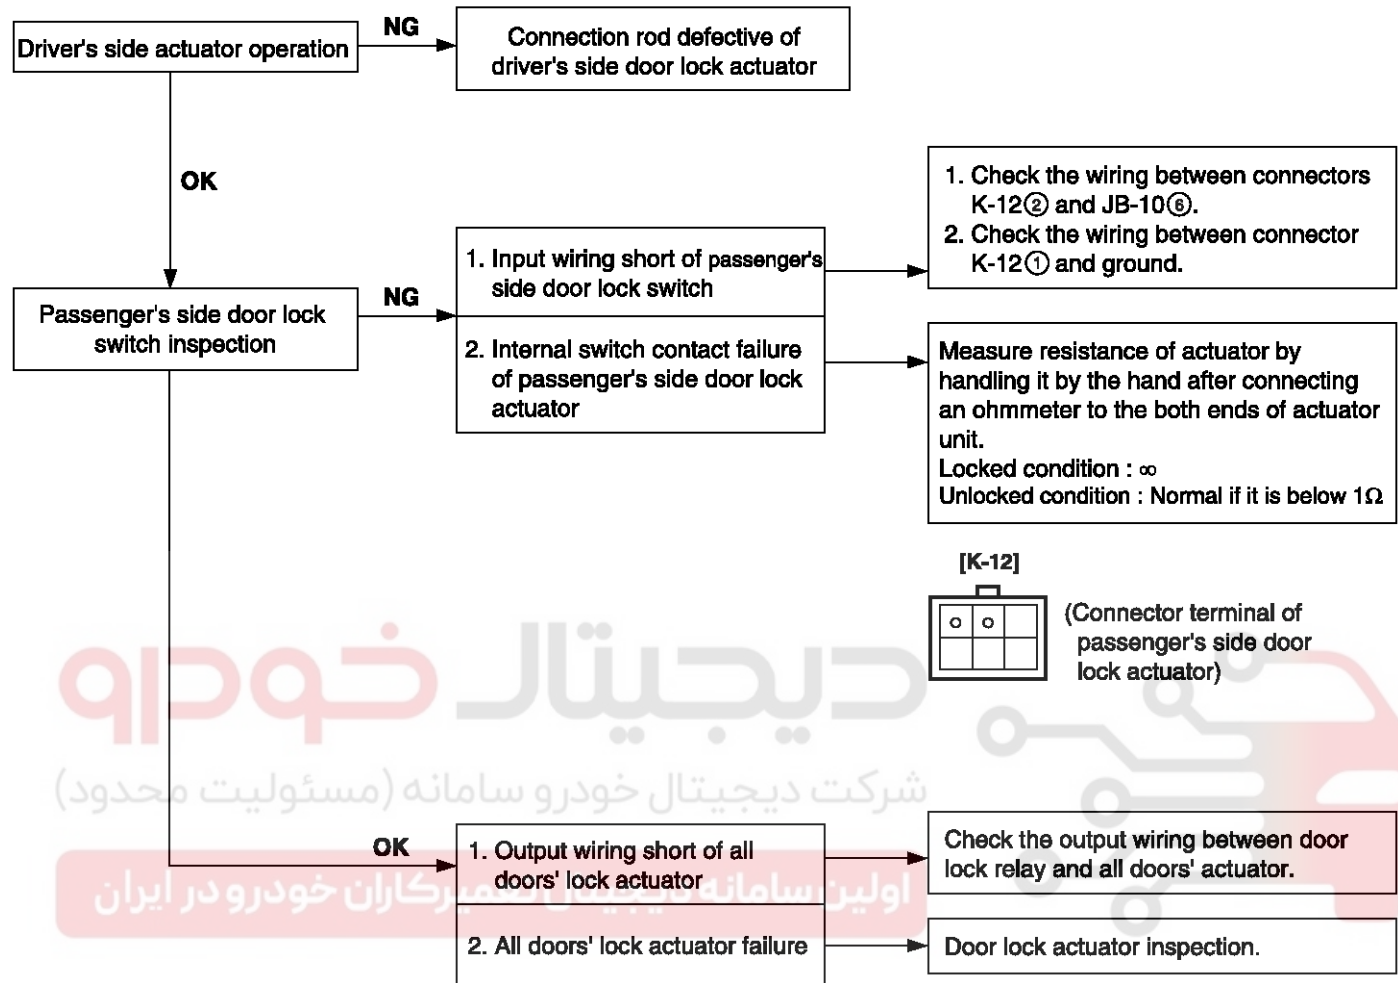 Driver's side actuator operation
NG
Connection rod defective of
driver's side door lock actuator
OK
1. Check the wiring between connectors
K-12② and JB-10⑥.
2. Check the wiring between connector
K-12① and ground.
Passenger's side door lock
switch inspection
NG
1. Input wiring short of passenger's
side door lock switch
2. Internal switch contact failure
of passenger's side door lock
actuator
Measure resistance of actuator by
handling it by the hand after connecting
an ohmmeter to the both ends of actuator
unit.
Locked condition : ∞
Unlocked condition : Normal if it is below 1Ω
[K-12]
(Connector terminal of
passenger's side door
lock actuator)
دیجیتال خودرو
شرکت دیجیتال خودرو سامانه (مسئولیت محدود)
اولین سامانه دیجیتال تعمیرکاران خودرو در ایران
OK
1. Output wiring short of all
doors' lock actuator
Check the output wiring between door
lock relay and all doors' actuator.
2. All doors' lock actuator failure
Door lock actuator inspection.